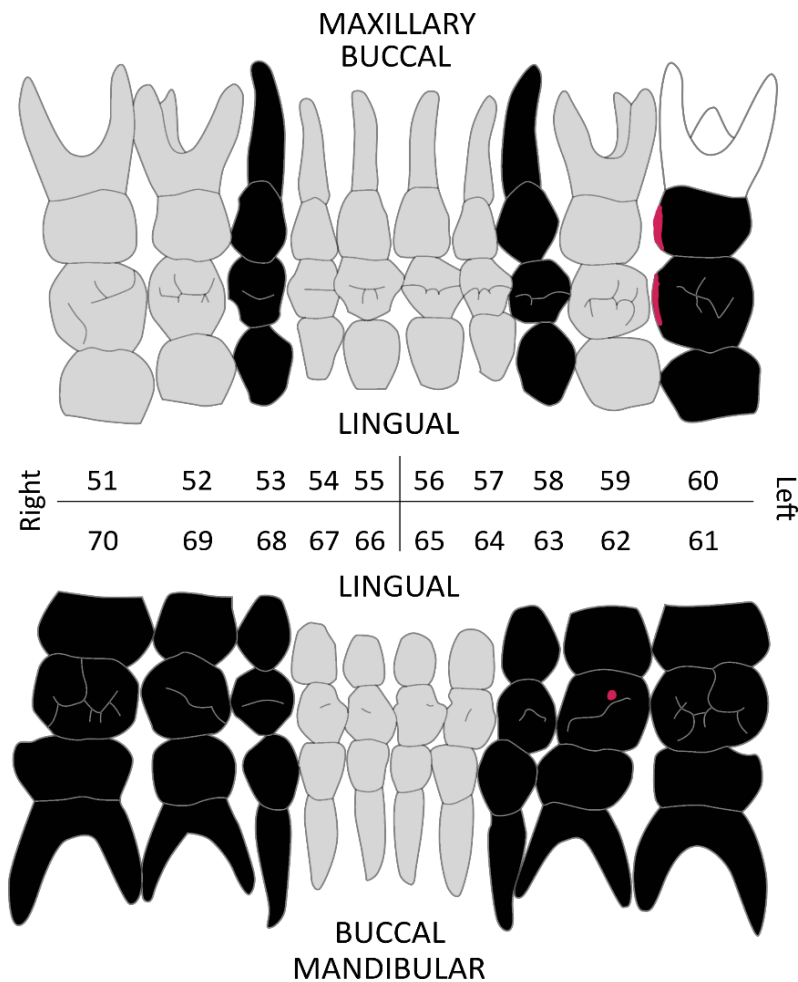 MAXILLARY
BUCCAL
LINGUAL
Right
51 52 53 54 55 56 57 58 59 60
Left
70 69 68 67 66 65 64 63 62 61
LINGUAL
BUCCAL
MANDIBULAR